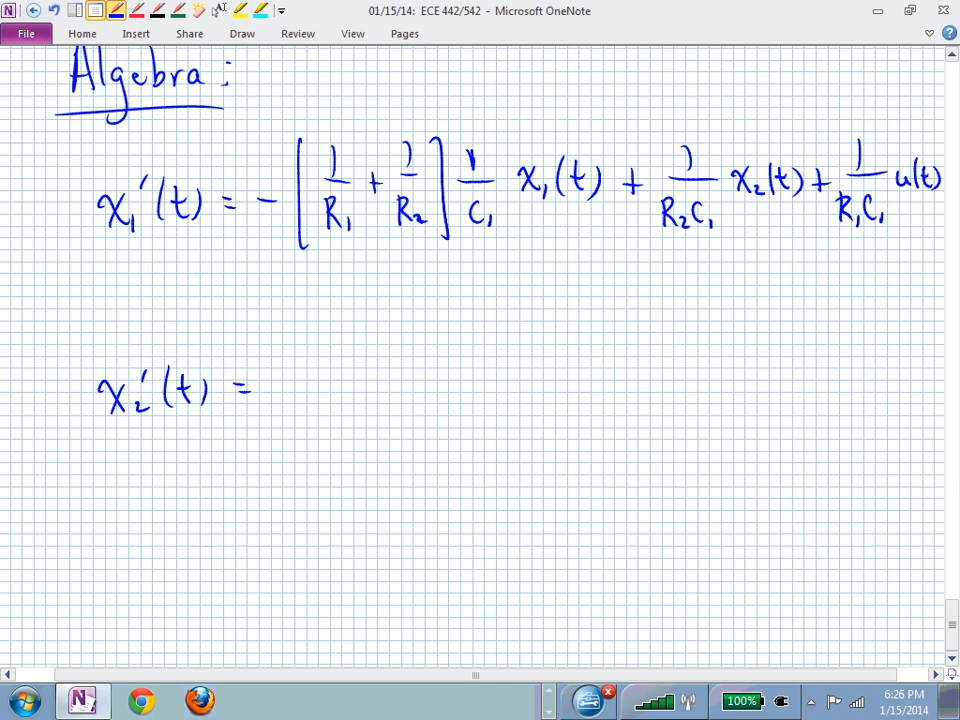 01/15/14: ECE 442/542 - Microsoft OneNote
File Home Insert Share Draw Review View Pages
Algebra:
x₁'(t) = - [1/R₁ + 1/R₂] 1/C₁ x₁(t) + 1/(R₂C₁) x₂(t) + 1/(R₁C₁) u(t)
x₂'(t) =
100%
6:26 PM
1/15/2014